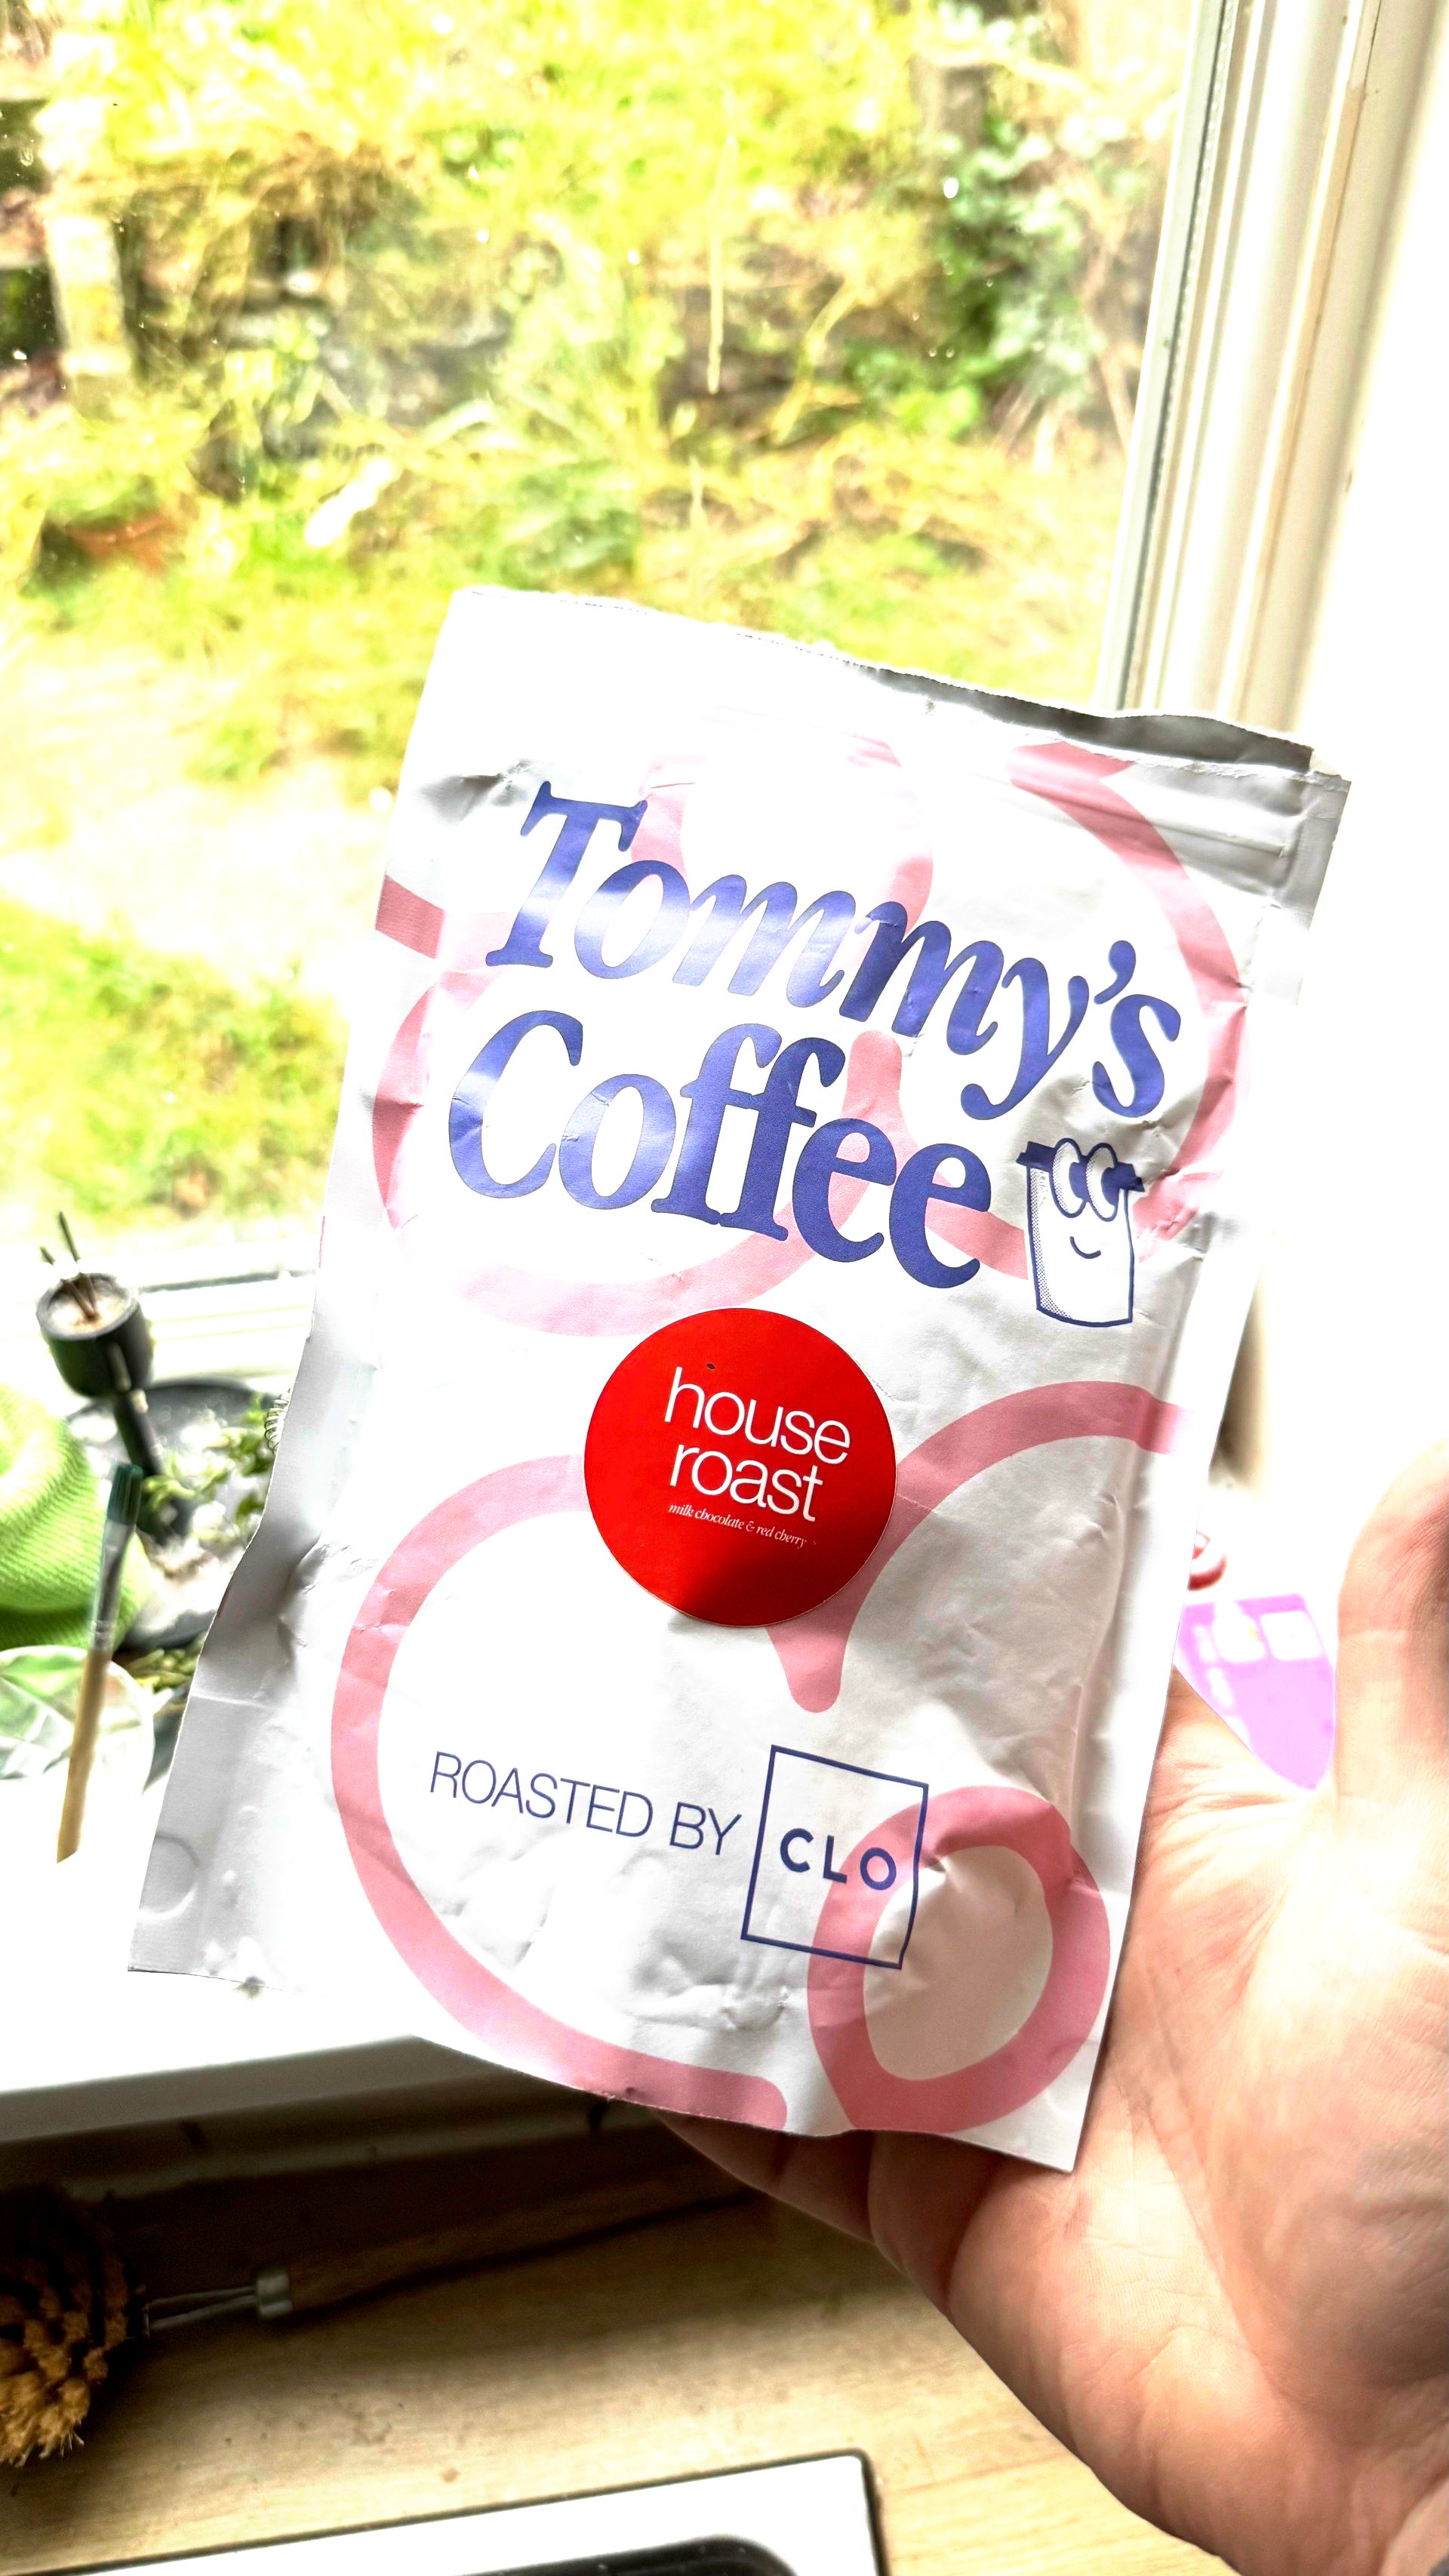 Tommy's
Coffee
house
roast
milk chocolate & red cherry
ROASTED BY CLO